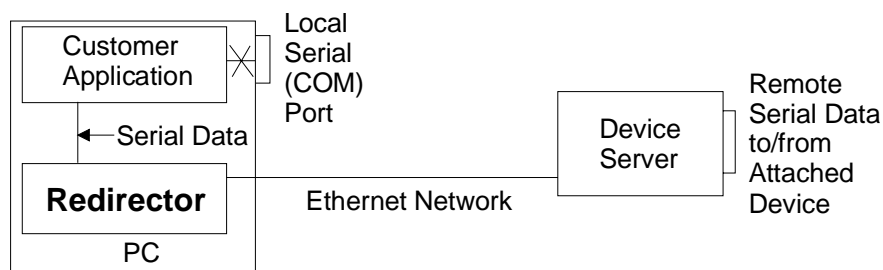 Customer
Application
Local
Serial
(COM)
Port
Serial Data
Redirector
PC
Ethernet Network
Device
Server
Remote
Serial Data
to/from
Attached
Device